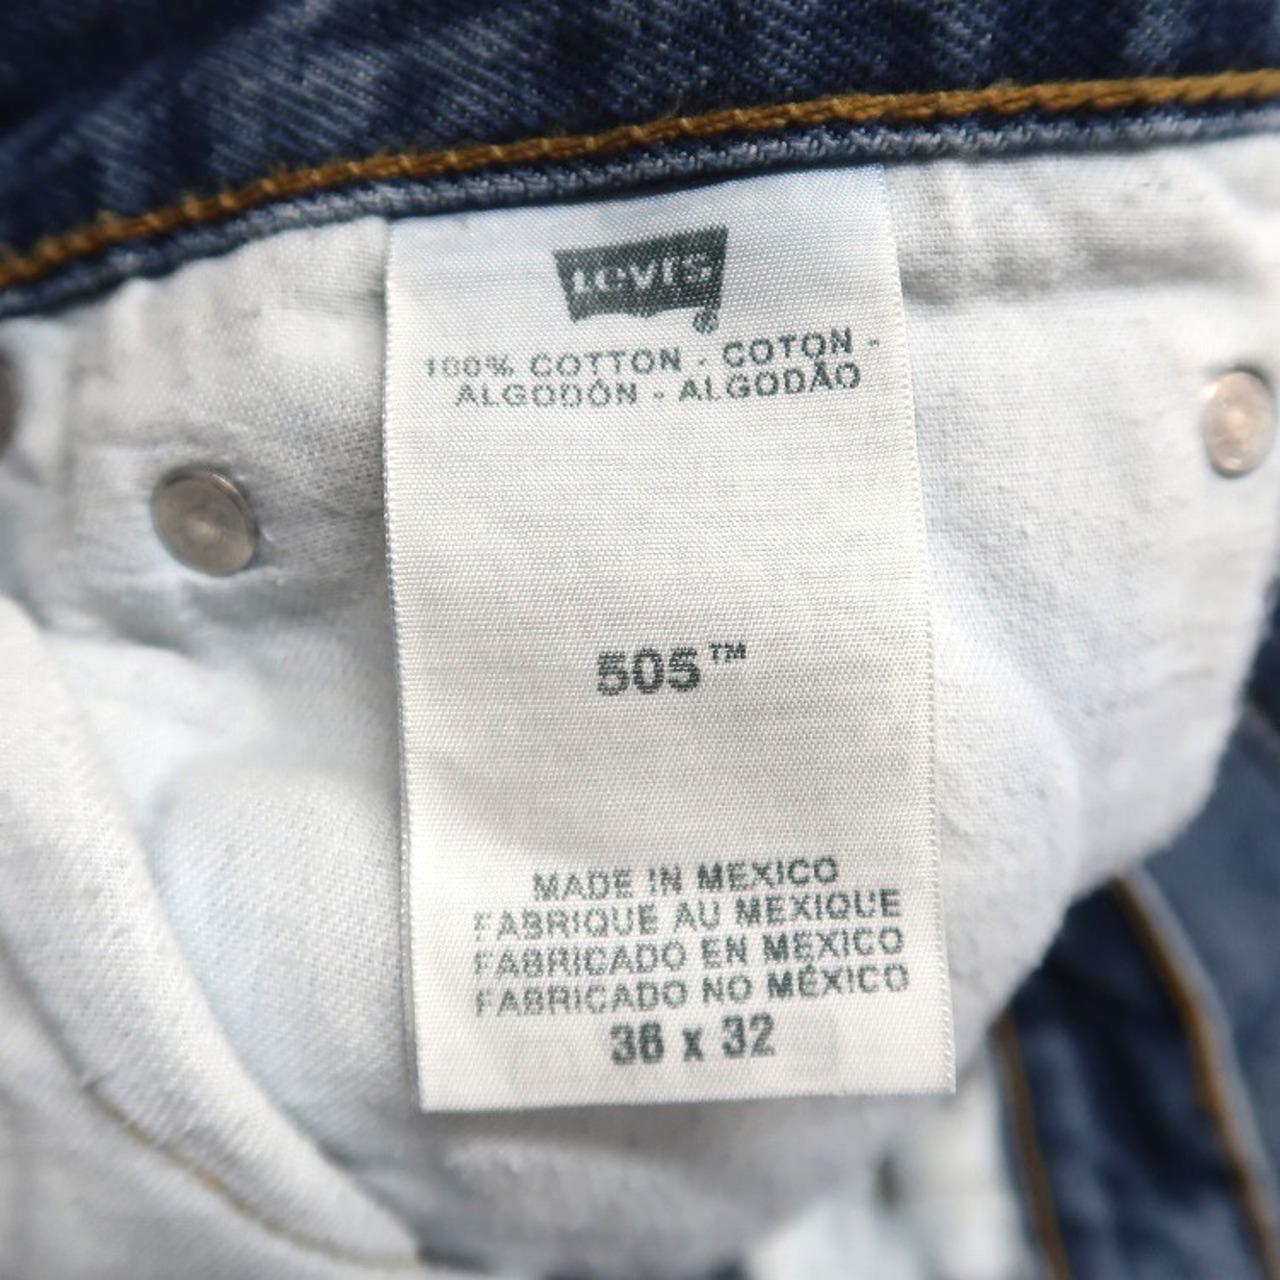 Levi's
®
100% COTTON - COTON -
ALGODÓN - ALGODÃO
505™
MADE IN MEXICO
FABRIQUE AU MEXIQUE
FABRICADO EN MEXICO
FABRICADO NO MÉXICO
x 32